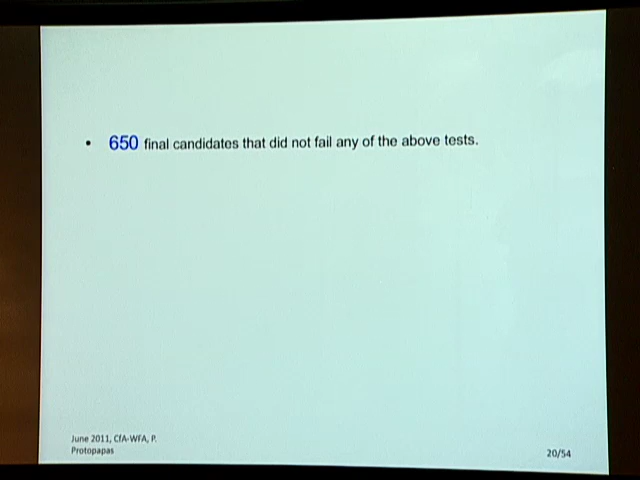 • 650 final candidates that did not fail any of the above tests.
June 2011, CfA-WFA, P.
Protopapas
20/54